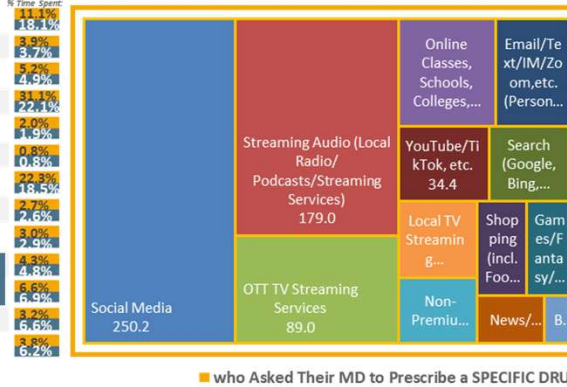 % Time Spent:
11.1%
18.1%
3.9%
3.7%
5.2%
4.9%
31.1%
22.1%
2.0%
1.9%
0.8%
0.8%
22.3%
18.5%
2.7%
2.6%
3.0%
2.9%
4.3%
4.8%
6.6%
6.9%
3.2%
6.6%
3.8%
6.2%
Social Media
250.2
Streaming Audio (Local
Radio/
Podcasts/Streaming
Services)
179.0
OTT TV Streaming
Services
89.0
Online
Classes,
Schools,
Colleges,...
Email/Te
xt/IM/Zo
om,etc.
(Person...
YouTube/Ti
kTok, etc.
34.4
Search
(Google,
Bing,...
Local TV
Streamin
g...
Shop
ping
(incl.
Foo...
Gam
es/F
anta
sy/...
Non-
Premiu...
News/...
B...
who Asked Their MD to Prescribe a SPECIFIC DRU